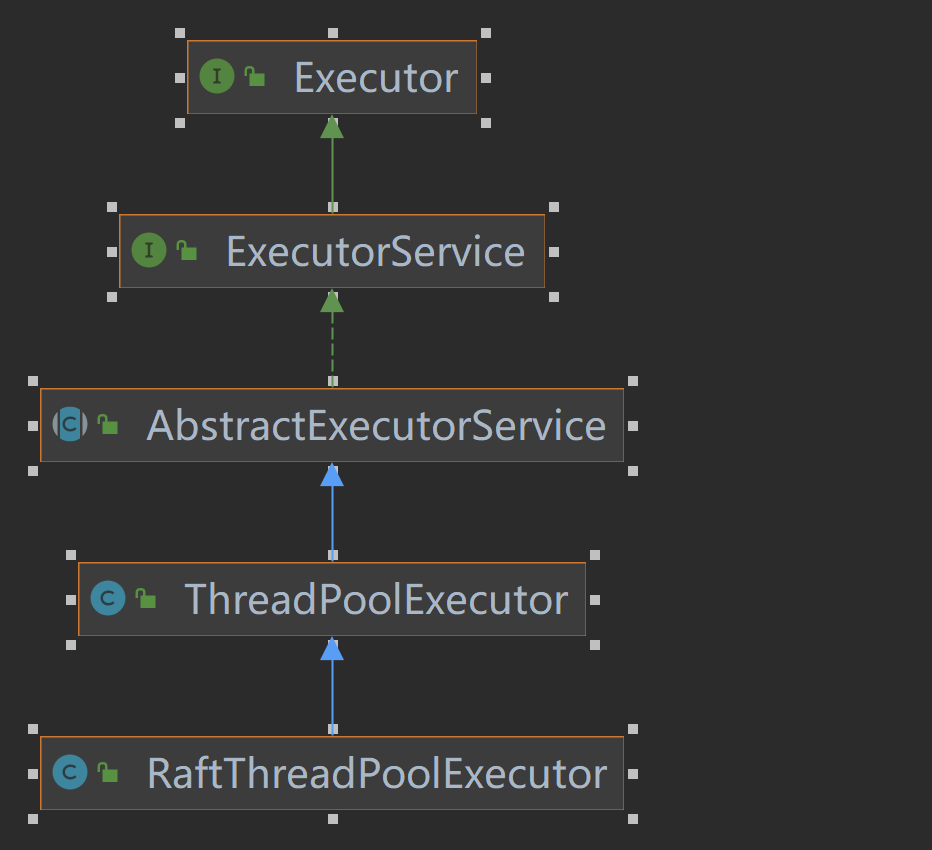 I Executor
I ExecutorService
C AbstractExecutorService
C ThreadPoolExecutor
C RaftThreadPoolExecutor